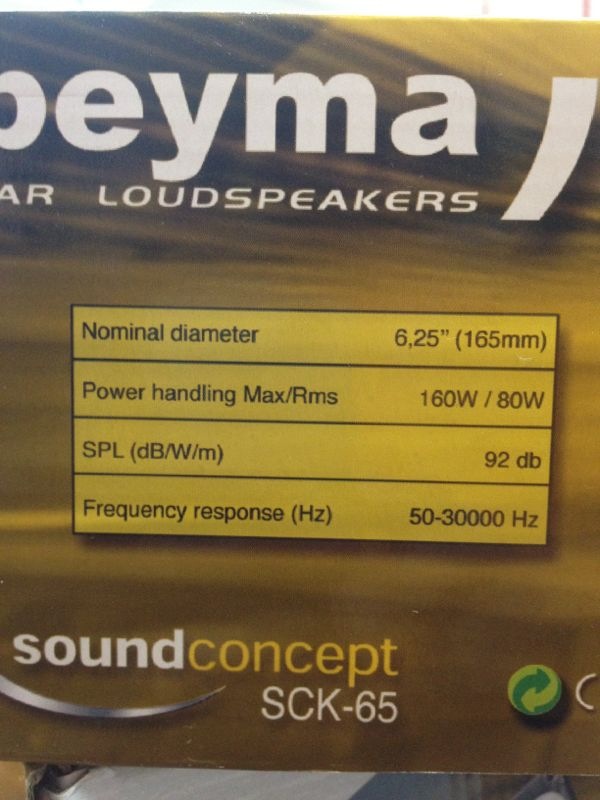 beyma
AR LOUDSPEAKERS
Nominal diameter 6,25” (165mm)
Power handling Max/Rms 160W / 80W
SPL (dB/W/m) 92 db
Frequency response (Hz) 50-30000 Hz
soundconcept
SCK-65